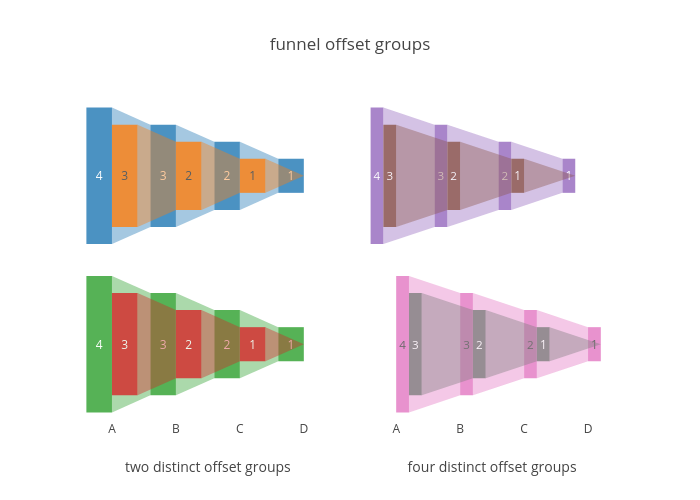 funnel offset groups
4 3 3 2 2 1 1
4 3 3 2 2 1 1
4 3 3 2 2 1 1
4 3 3 2 2 1 1
A B C D
A B C D
two distinct offset groups
four distinct offset groups